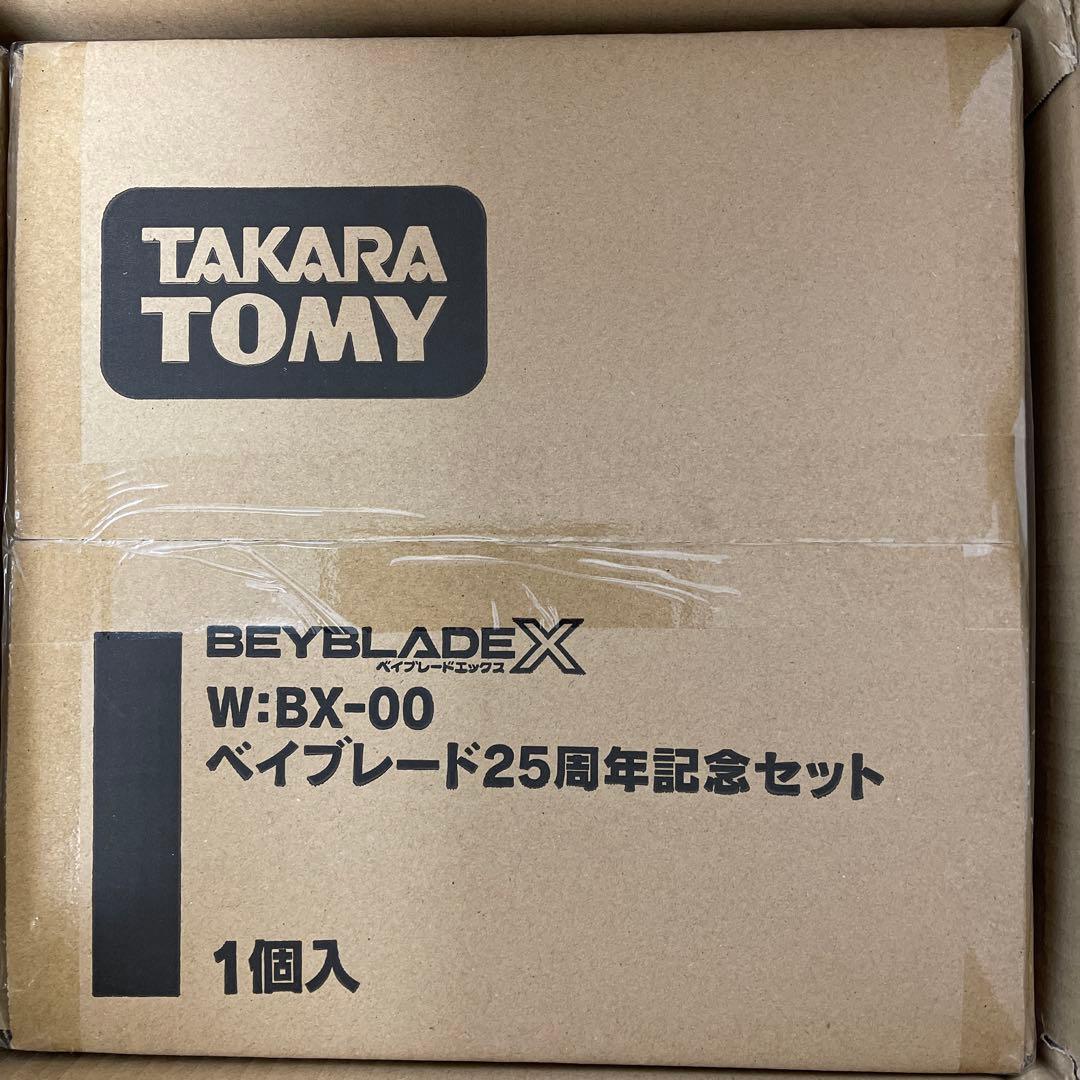 TAKARA
TOMY
BEYBLADE X
ベイブレードエックス
W:BX-00
ベイブレード25周年記念セット
1個入